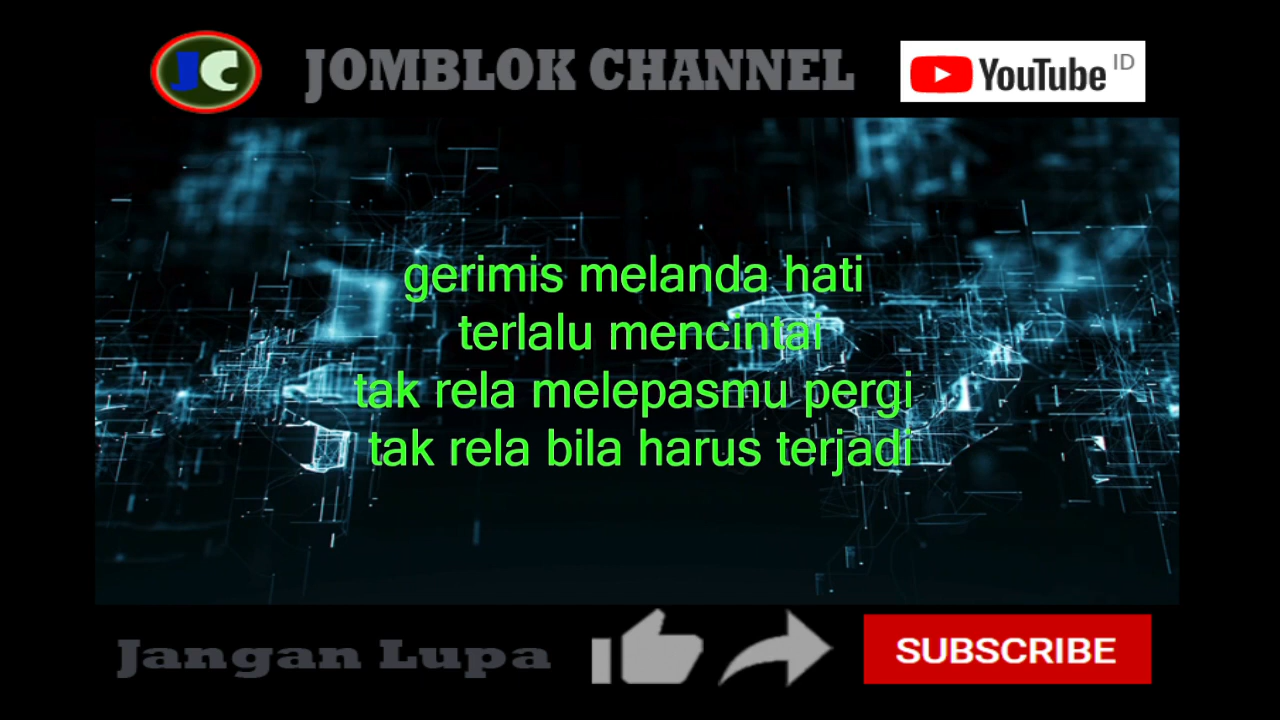 JC JOMBLOK CHANNEL YouTube ID
gerimis melanda hati
terlalu mencintai
tak rela melepasmu pergi
tak rela bila harus terjadi
Jangan Lupa SUBSCRIBE